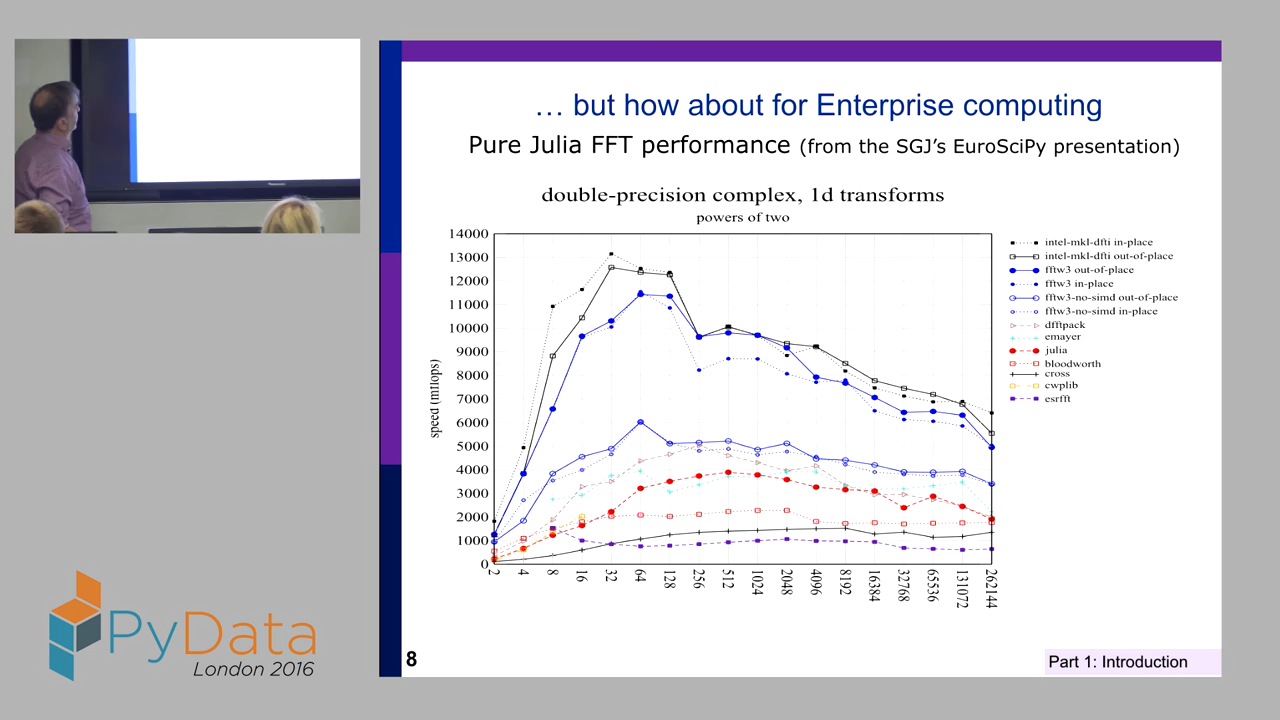 … but how about for Enterprise computing
Pure Julia FFT performance (from the SGJ's EuroSciPy presentation)
double-precision complex, 1d transforms
powers of two
14000
13000
12000
11000
10000
9000
8000
7000
6000
5000
4000
3000
2000
1000
0
speed (mflops)
2 4 8 16 32 64 128 256 512 1024 2048 4096 8192 16384 32768 65536 131072 262144
intel-mkl-dfti in-place
intel-mkl-dfti out-of-place
fftw3 out-of-place
fftw3 in-place
fftw3-no-simd out-of-place
fftw3-no-simd in-place
dfftpack
emayer
julia
bloodworth
cross
cwplib
esrfft
PyData
London 2016
8
Part 1: Introduction